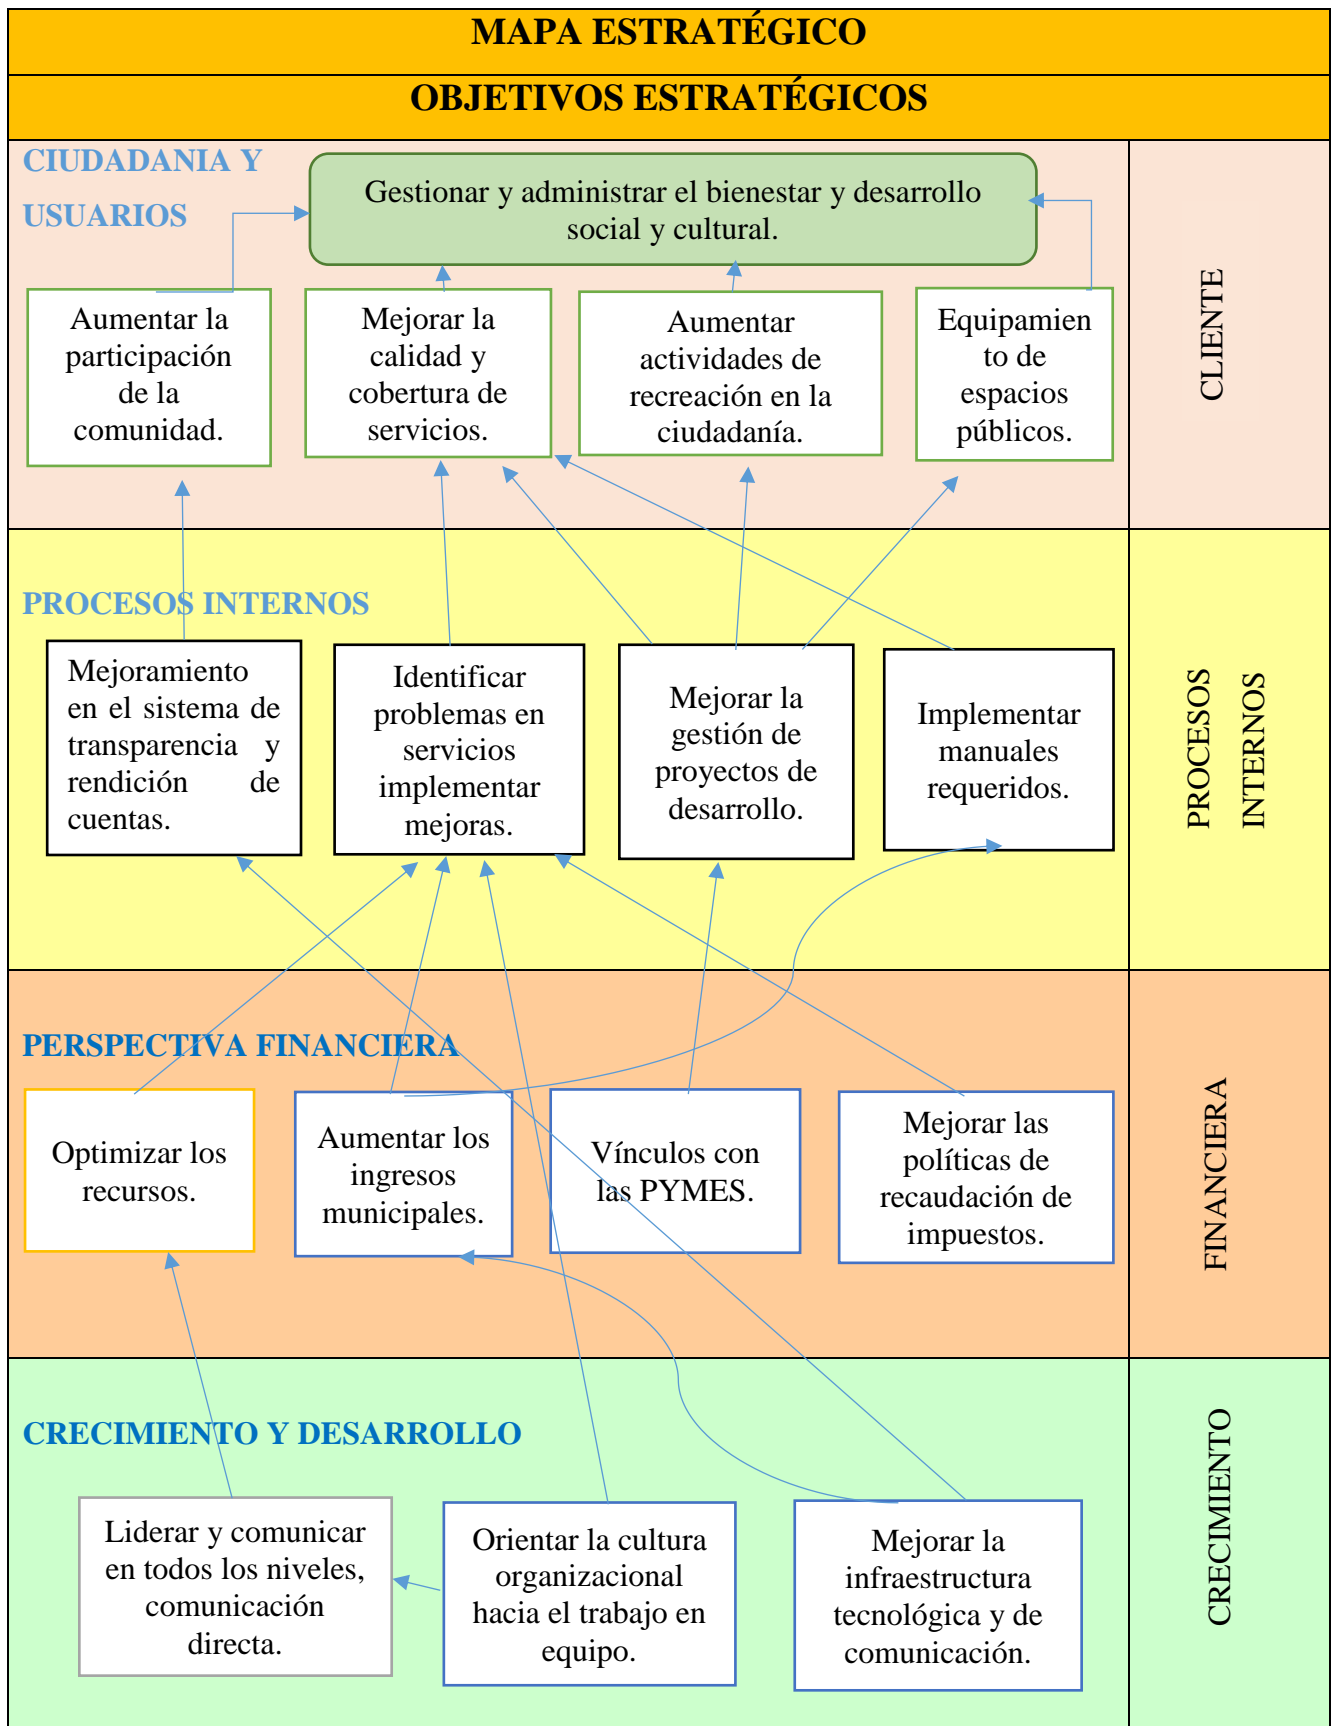 MAPA ESTRATÉGICO
OBJETIVOS ESTRATÉGICOS
CIUDADANIA Y
USUARIOS
Gestionar y administrar el bienestar y desarrollo
social y cultural.
Aumentar la
participación
de la
comunidad.
Mejorar la
calidad y
cobertura de
servicios.
Aumentar
actividades de
recreación en la
ciudadanía.
Equipamien
to de
espacios
públicos.
CLIENTE
PROCESOS INTERNOS
Mejoramiento
en el sistema de
transparencia y
rendición de
cuentas.
Identificar
problemas en
servicios
implementar
mejoras.
Mejorar la
gestión de
proyectos de
desarrollo.
Implementar
manuales
requeridos.
PROCESOS
INTERNOS
PERSPECTIVA FINANCIERA
Optimizar los
recursos.
Aumentar los
ingresos
municipales.
Vínculos con
las PYMES.
Mejorar las
políticas de
recaudación de
impuestos.
FINANCIERA
CRECIMIENTO Y DESARROLLO
Liderar y comunicar
en todos los niveles,
comunicación
directa.
Orientar la cultura
organizacional
hacia el trabajo en
equipo.
Mejorar la
infraestructura
tecnológica y de
comunicación.
CRECIMIENTO